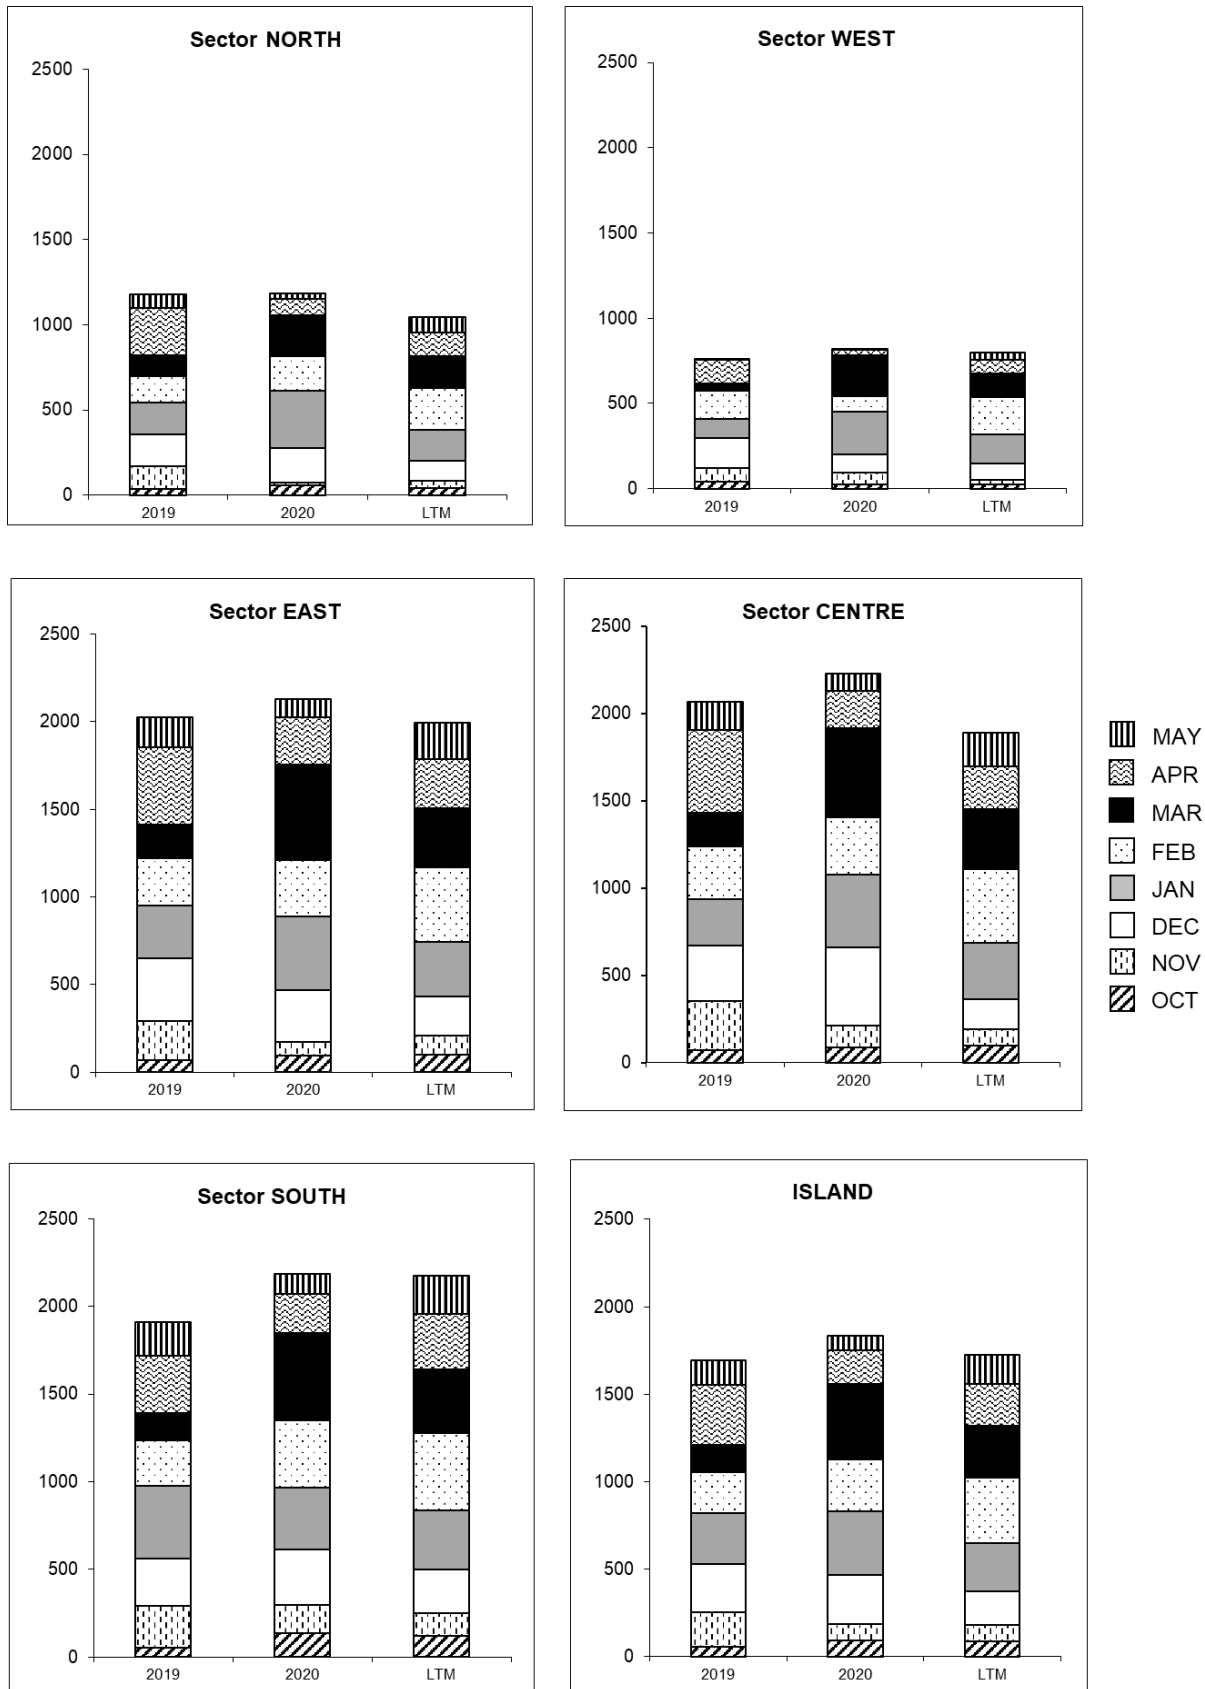 Sector NORTH
2500
2000
1500
1000
500
0
2019 2020 LTM
Sector WEST
2500
2000
1500
1000
500
0
2019 2020 LTM
Sector EAST
2500
2000
1500
1000
500
0
2019 2020 LTM
Sector CENTRE
2500
2000
1500
1000
500
0
2019 2020 LTM
MAY
APR
MAR
FEB
JAN
DEC
NOV
OCT
Sector SOUTH
2500
2000
1500
1000
500
0
2019 2020 LTM
ISLAND
2500
2000
1500
1000
500
0
2019 2020 LTM